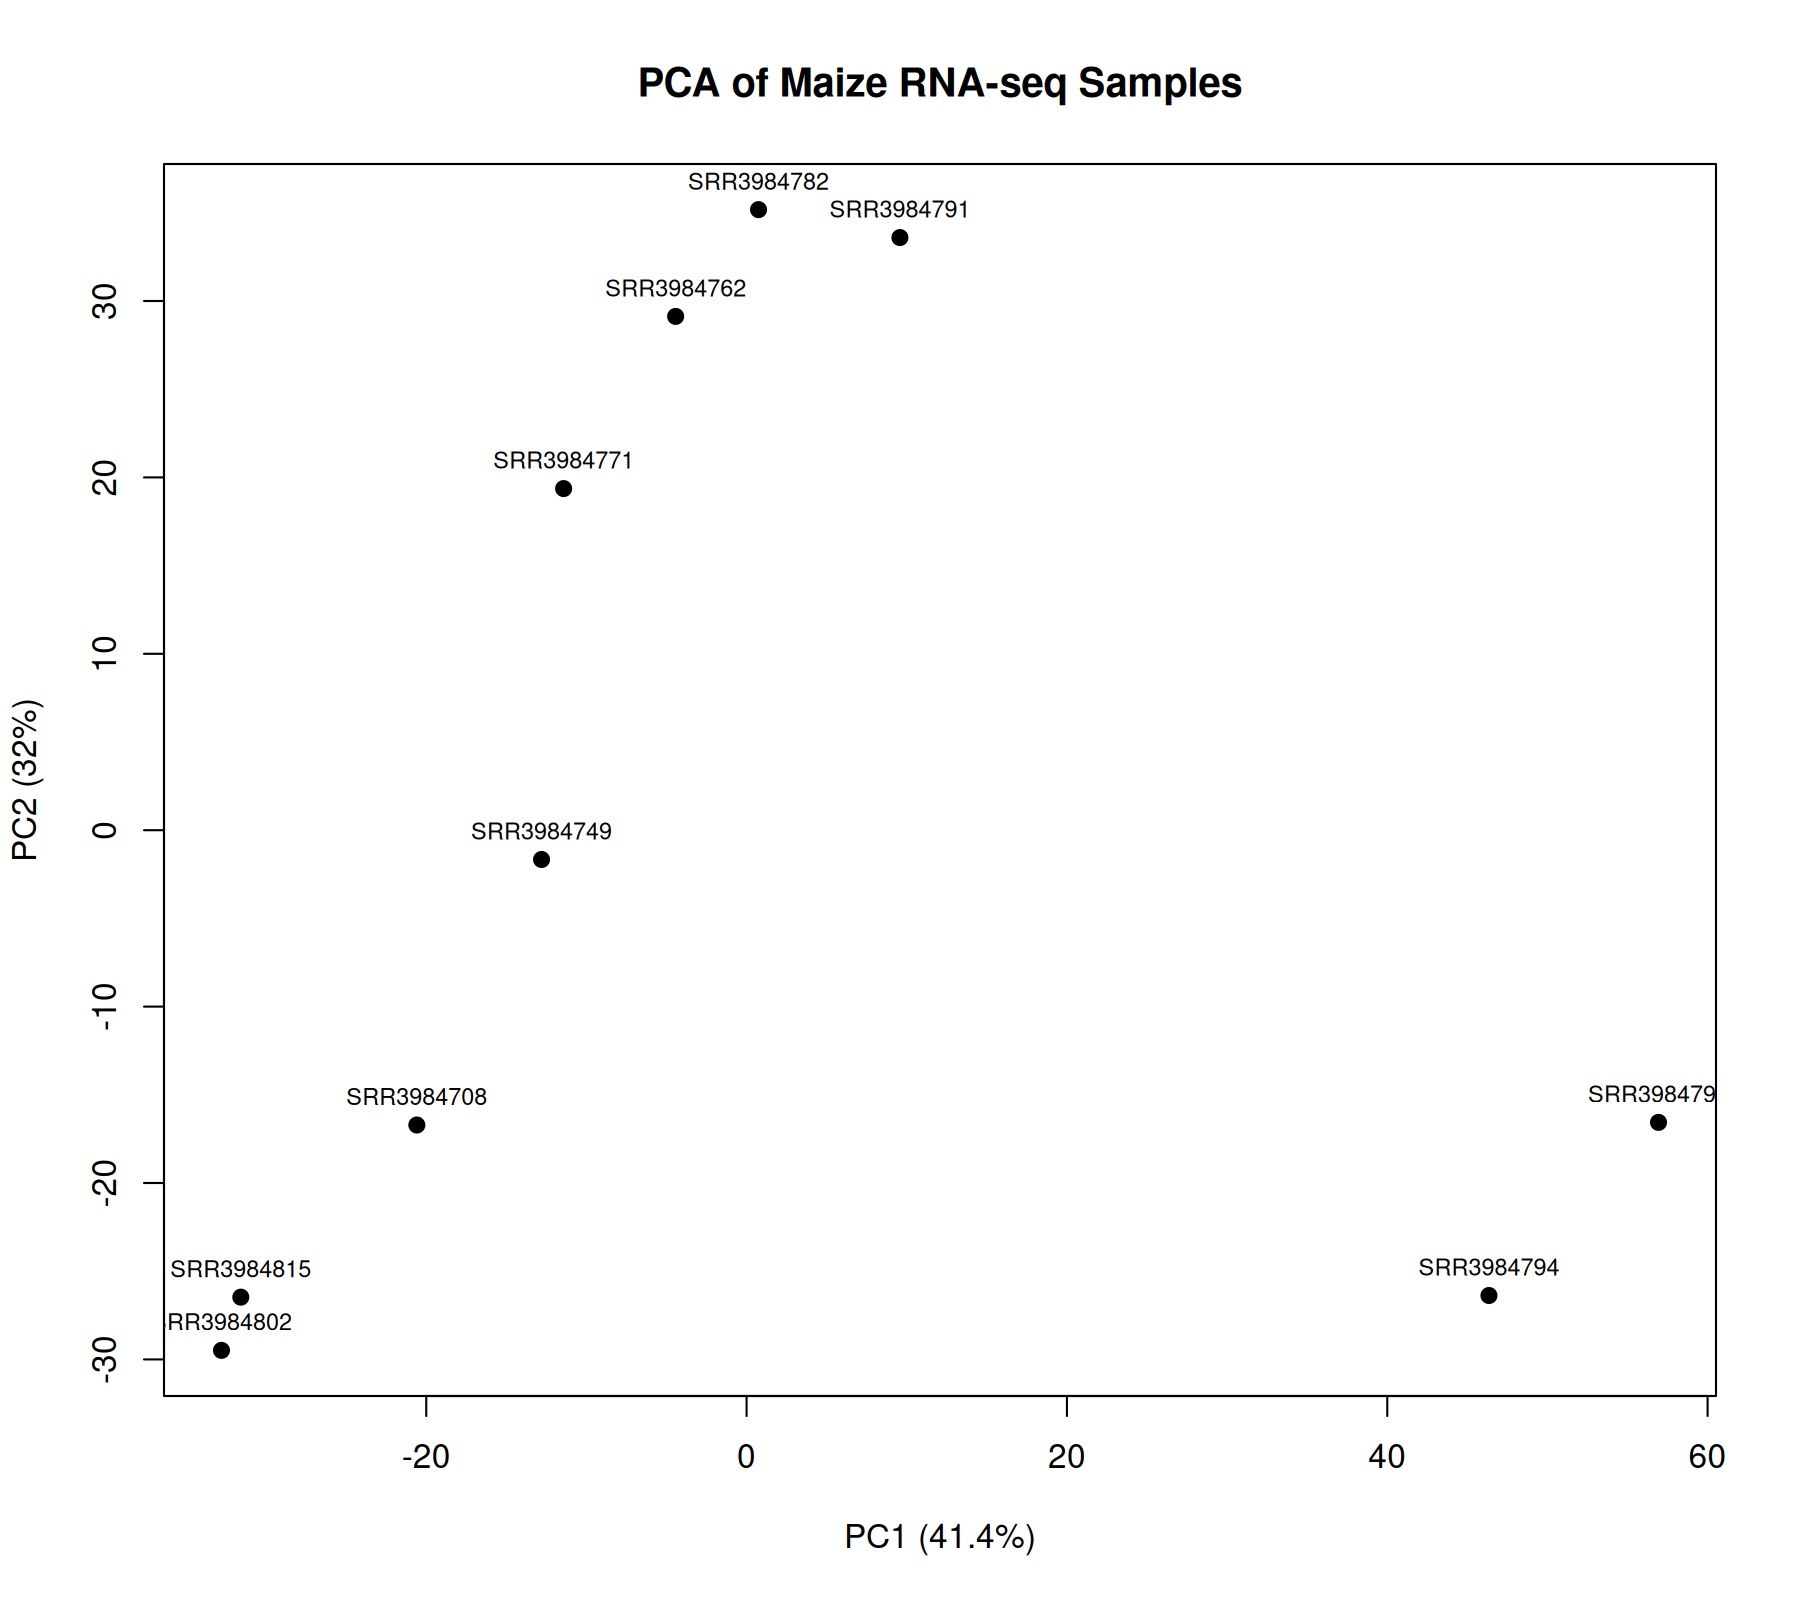 PCA of Maize RNA-seq Samples
SRR3984782
SRR3984791
SRR3984762
SRR3984771
SRR3984749
SRR3984708
SRR398479
SRR3984815
SRR3984794
RR3984802
30
20
10
0
-10
-20
-30
PC2 (32%)
-20 0 20 40 60
PC1 (41.4%)